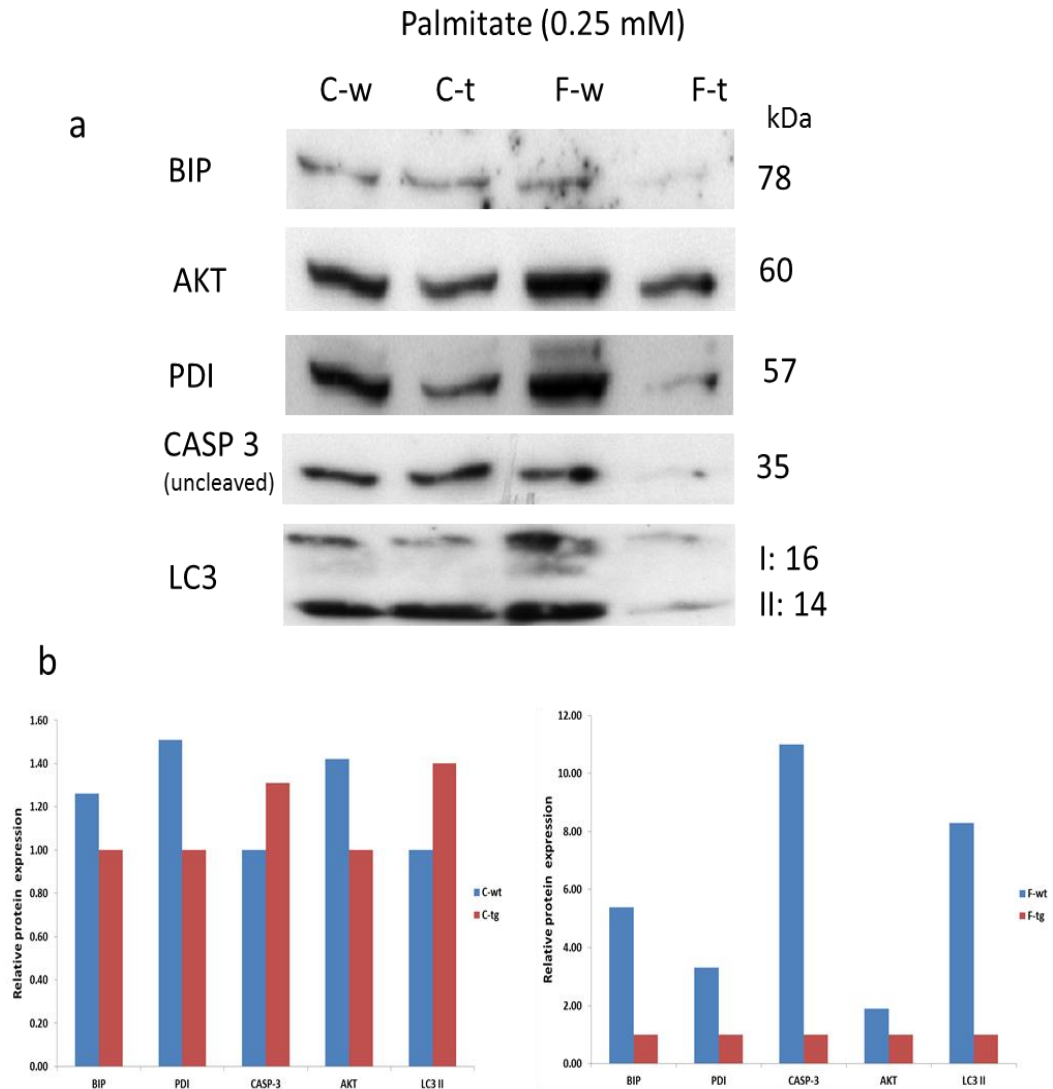 Palmitate (0.25 mM)
C-w C-t F-w F-t
a
kDa
BIP 78
AKT 60
PDI 57
CASP 3 35
(uncleaved)
LC3 I: 16
II: 14
b
Relative protein expression
1.60
1.40
1.20
1.00
0.80
0.60
0.40
0.20
0.00
BIP PDI CASP-3 AKT LC3 II
C-wt
C-tg
Relative protein expression
12.00
10.00
8.00
6.00
4.00
2.00
0.00
BIP PDI CASP-3 AKT LC3 II
F-wt
F-tg